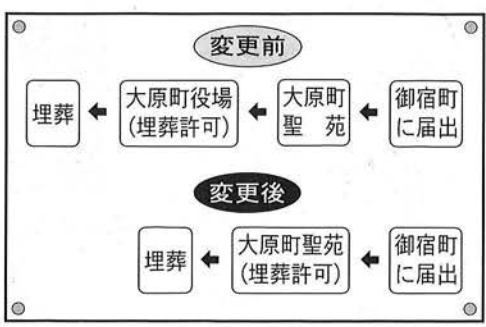 変更前
御宿町
に届出
大原町
聖苑
大原町役場
(埋葬許可)
埋葬
変更後
御宿町
に届出
大原町聖苑
(埋葬許可)
埋葬